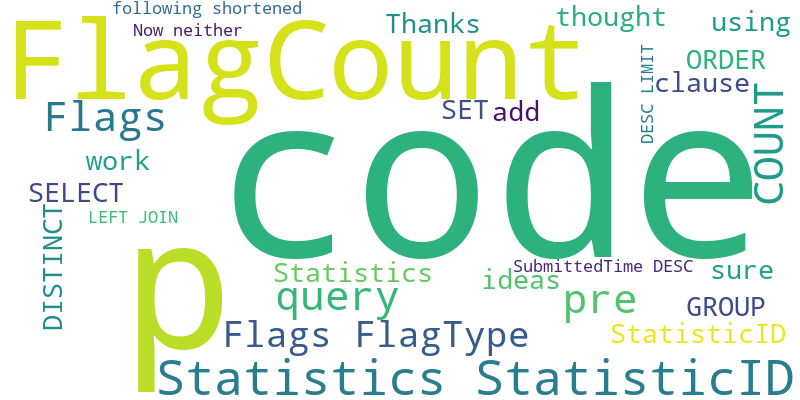 following shortened
Now neither
Thanks
thought
using
FlagCount
ORDER
clause
DESC LIMIT
Flags
SET
add
COUNT
code
work
SELECT
LEFT JOIN
DISTINCT
p
Statistics
SubmittedTime DESC
sure
ideas
query
pre
GROUP
Flags FlagType
StatisticID
Statistics StatisticID